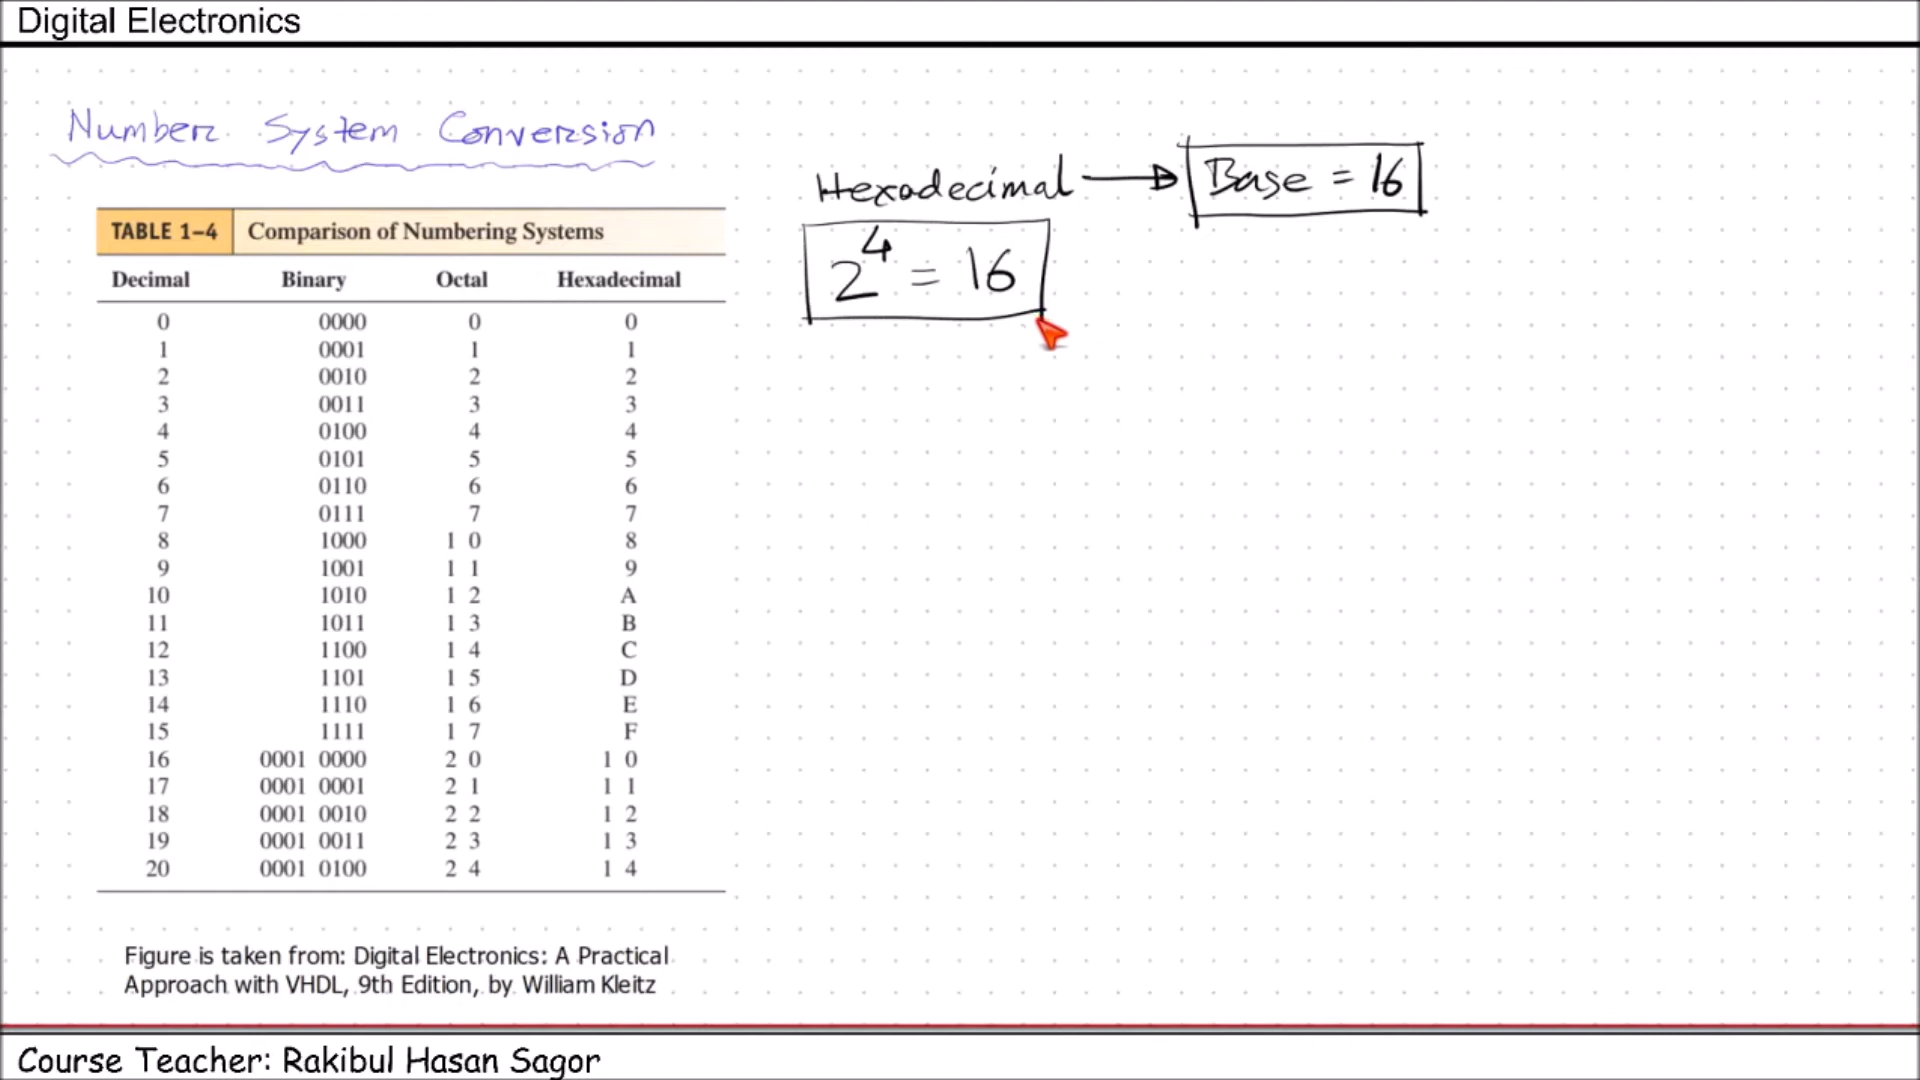 Digital Electronics
Number System Conversion
Hexadecimal → Base = 16
2⁴ = 16
TABLE 1–4 Comparison of Numbering Systems
Decimal Binary Octal Hexadecimal
0 0000 0 0
1 0001 1 1
2 0010 2 2
3 0011 3 3
4 0100 4 4
5 0101 5 5
6 0110 6 6
7 0111 7 7
8 1000 1 0 8
9 1001 1 1 9
10 1010 1 2 A
11 1011 1 3 B
12 1100 1 4 C
13 1101 1 5 D
14 1110 1 6 E
15 1111 1 7 F
16 0001 0000 2 0 1 0
17 0001 0001 2 1 1 1
18 0001 0010 2 2 1 2
19 0001 0011 2 3 1 3
20 0001 0100 2 4 1 4
Figure is taken from: Digital Electronics: A Practical
Approach with VHDL, 9th Edition, by William Kleitz
Course Teacher: Rakibul Hasan Sagor